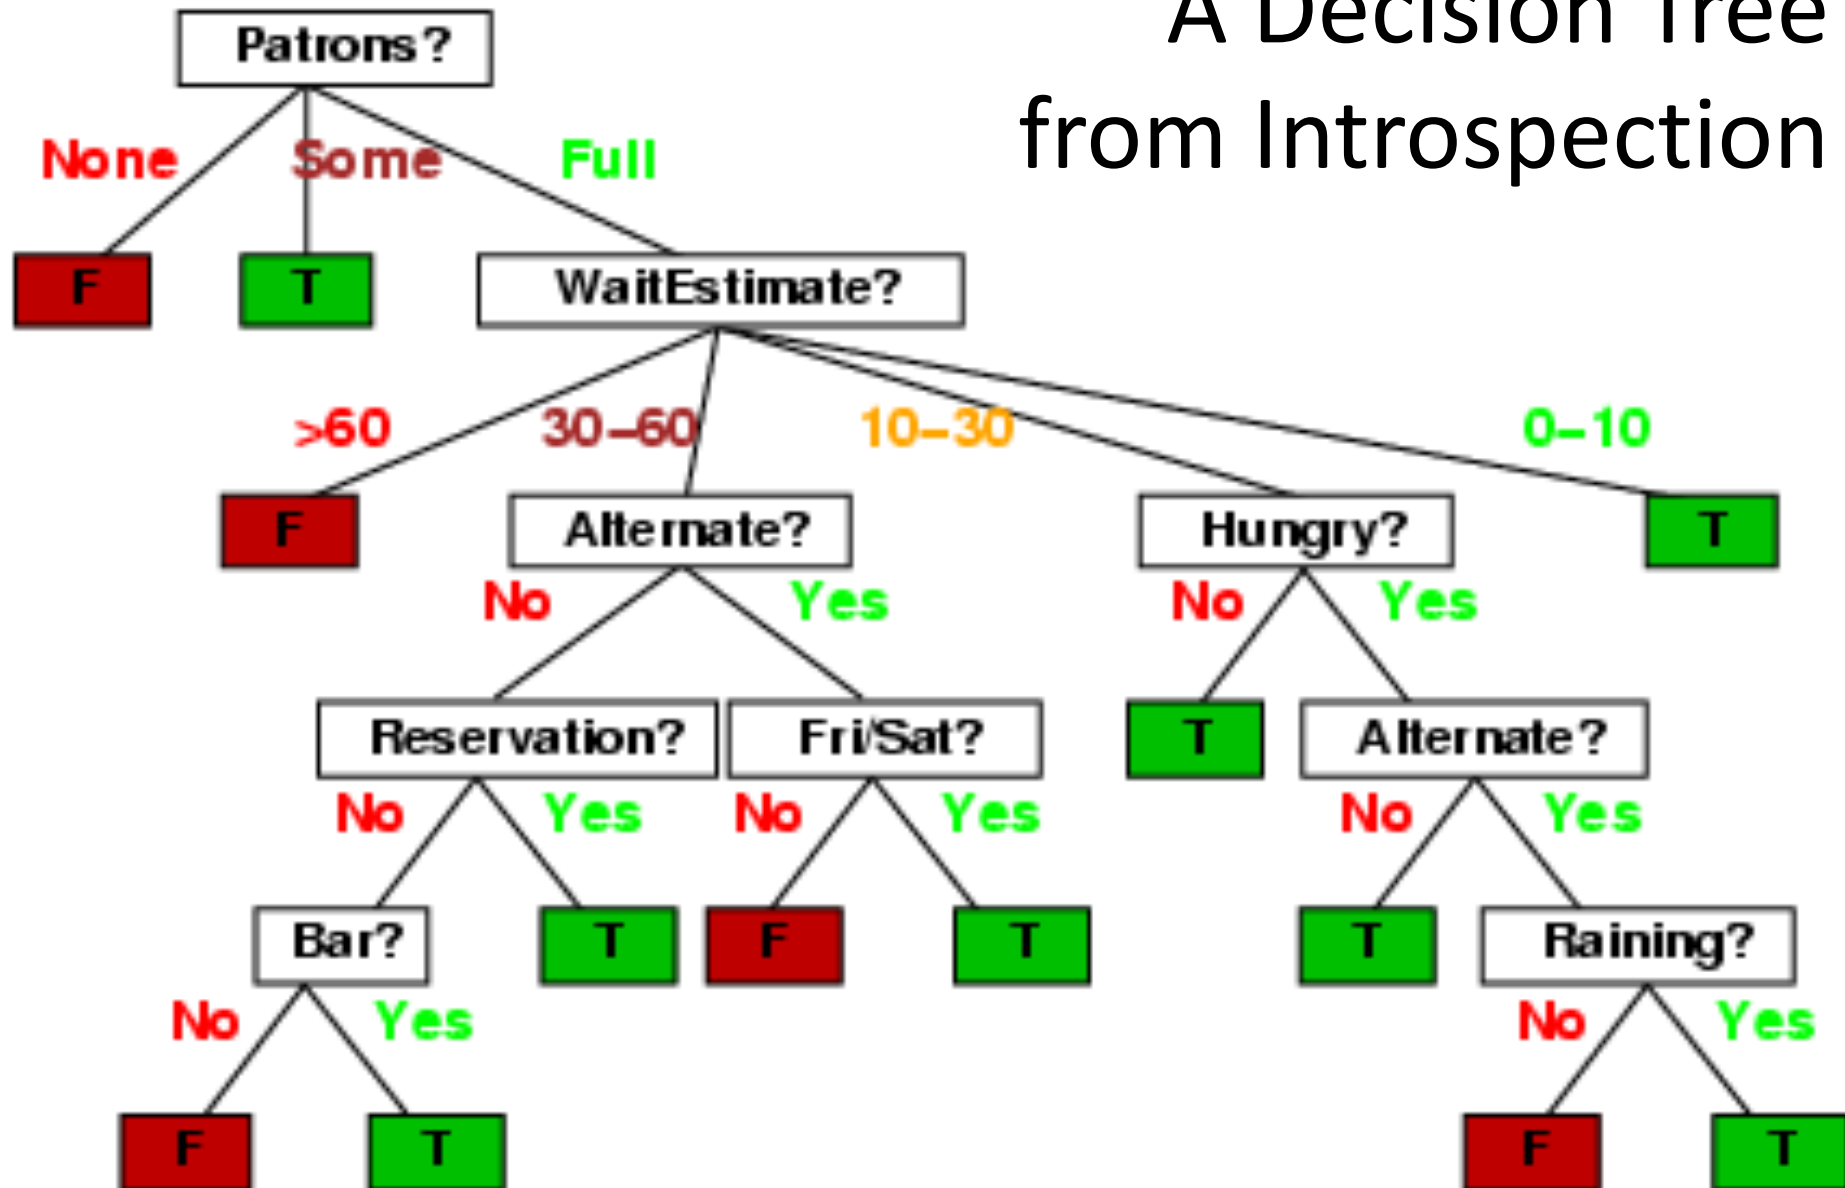 A Decision Tree
from Introspection
Patrons?
None Some Full
F T WaitEstimate?
>60 30–60 10–30 0–10
F Alternate? Hungry? T
No Yes No Yes
Reservation? Fri/Sat? T Alternate?
No Yes No Yes No Yes
Bar? T F T T Raining?
No Yes No Yes
F T F T